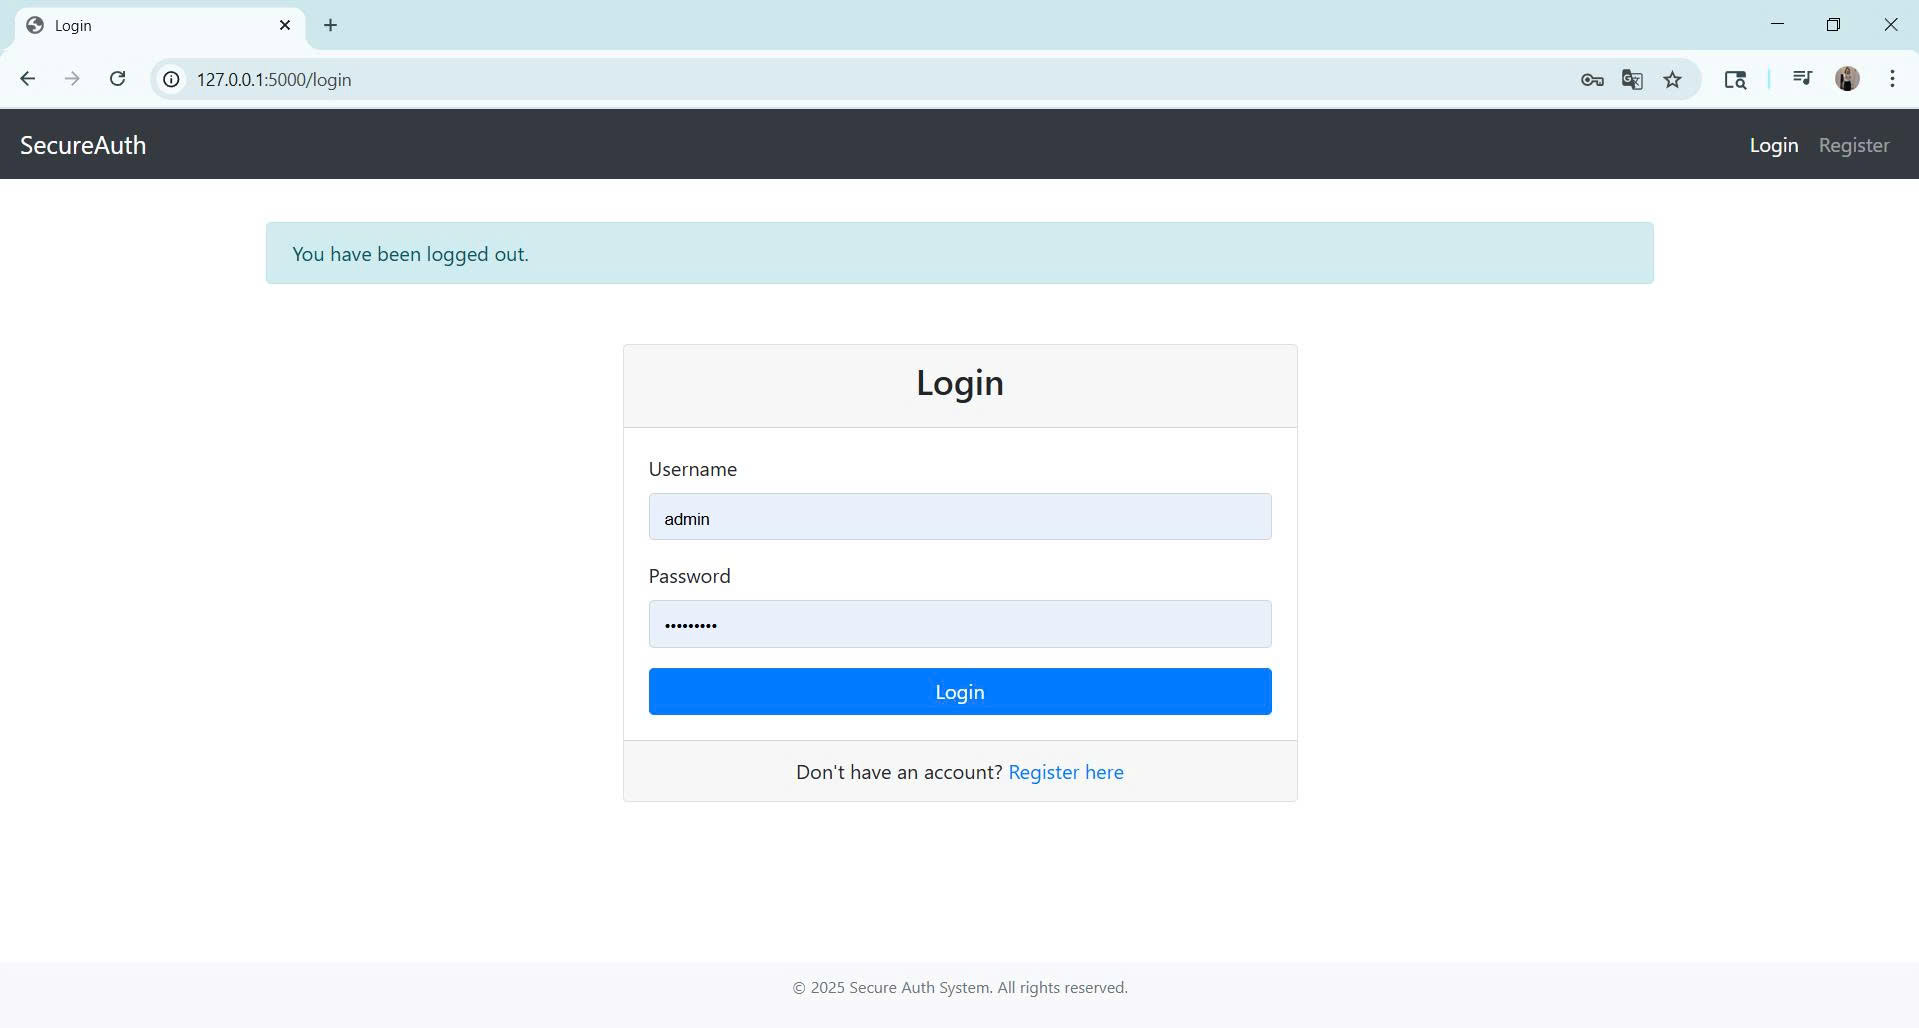 Login
127.0.0.1:5000/login
SecureAuth
Login Register
You have been logged out.
Login
Username
admin
Password
•••••••••
Login
Don't have an account? Register here
© 2025 Secure Auth System. All rights reserved.